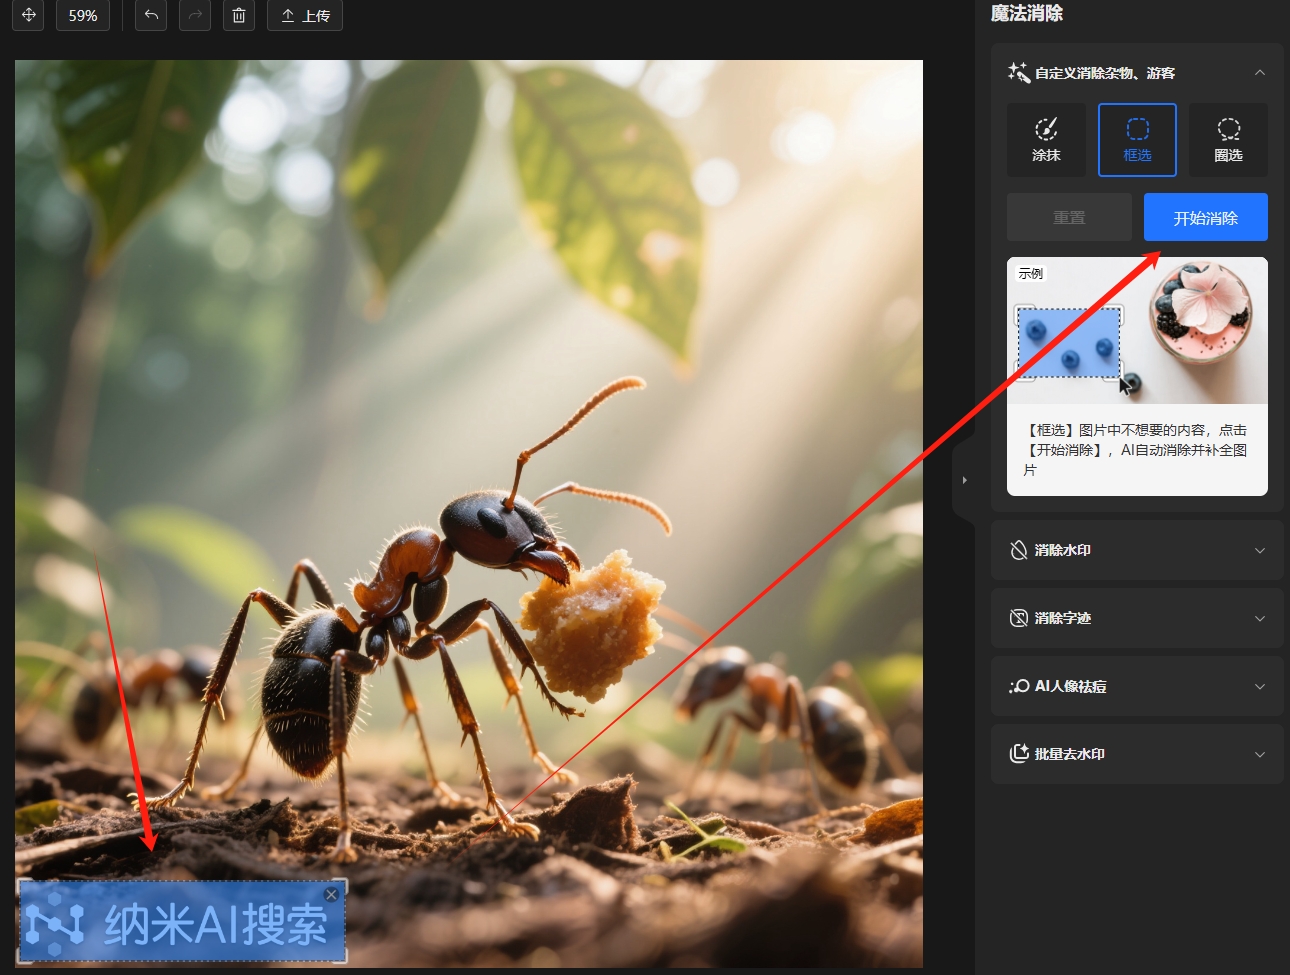 59%
上传
魔法消除
自定义消除杂物、游客
涂抹
框选
圈选
重置
开始消除
示例
【框选】图片中不想要的内容，点击
【开始消除】，AI自动消除并补全图
片
消除水印
消除字迹
AI人像祛痘
批量去水印
纳米AI搜索